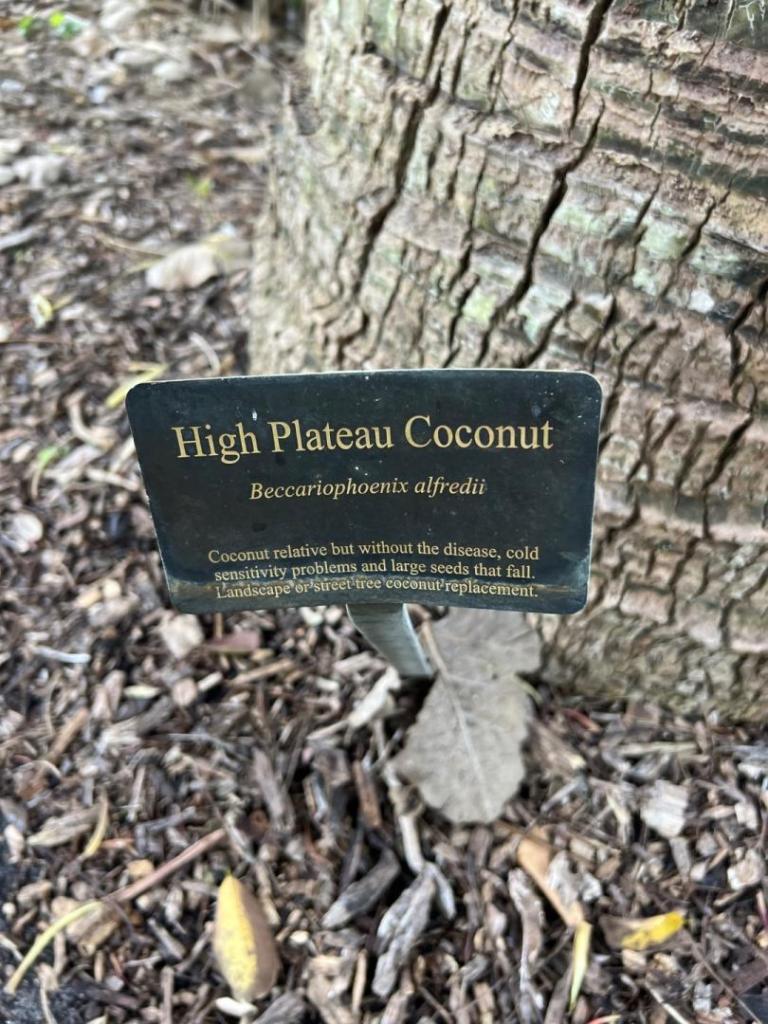 High Plateau Coconut
Beccariophoenix alfredii
Coconut relative but without the disease, cold
sensitivity problems and large seeds that fall.
Landscape or street tree coconut replacement.